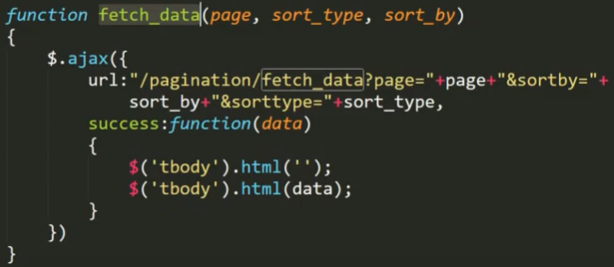 function fetch_data(page, sort_type, sort_by)
{
    $.ajax({
        url:"/pagination/fetch_data?page="+page+"&sortby="+
            sort_by+"&sorttype="+sort_type,
        success:function(data)
        {
            $('tbody').html('');
            $('tbody').html(data);
        }
    })
}